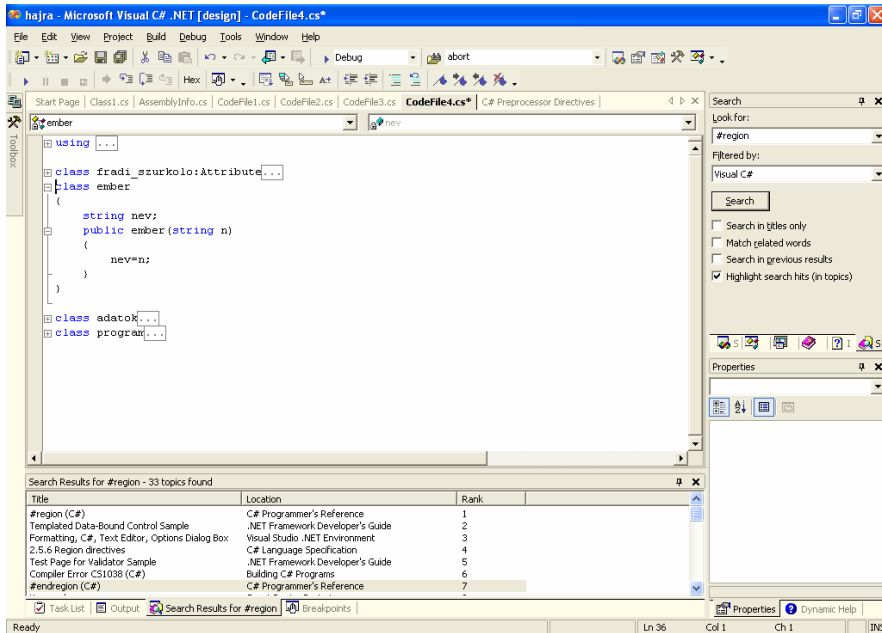 hajra - Microsoft Visual C# .NET [design] - CodeFile4.cs*
File Edit View Project Build Debug Tools Window Help
Debug abort
Hex
Start Page Class1.cs AssemblyInfo.cs CodeFile1.cs CodeFile2.cs CodeFile3.cs CodeFile4.cs* C# Preprocessor Directives
Toolbox
ember nev
using ...
class fradi_szurkolo:Attribute...
class ember
{
string nev;
public ember(string n)
{
nev=n;
}
}
class adatok...
class program...
Search
Look for:
#region
Filtered by:
Visual C#
Search
Search in titles only
Match related words
Search in previous results
Highlight search hits (in topics)
S I S
Properties
Search Results for #region - 33 topics found
Title Location Rank
#region (C#) C# Programmer's Reference 1
Templated Data-Bound Control Sample .NET Framework Developer's Guide 2
Formatting, C#, Text Editor, Options Dialog Box Visual Studio .NET Environment 3
2.5.6 Region directives C# Language Specification 4
Test Page for Validator Sample .NET Framework Developer's Guide 5
Compiler Error CS1038 (C#) Building C# Programs 6
#endregion (C#) C# Programmer's Reference 7
Task List Output Search Results for #region Breakpoints
Properties Dynamic Help
Ready Ln 36 Col 1 Ch 1 INS